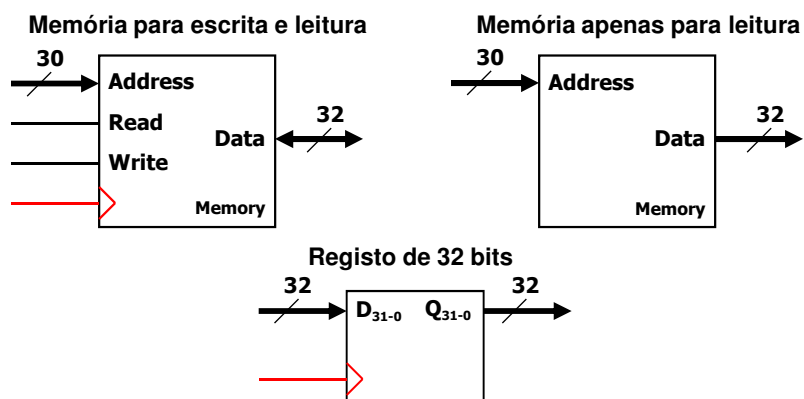 Memória para escrita e leitura
30
Address
Read
Write
Data
32
Memory
Memória apenas para leitura
30
Address
Data
32
Memory
Registo de 32 bits
32
D31-0 Q31-0
32